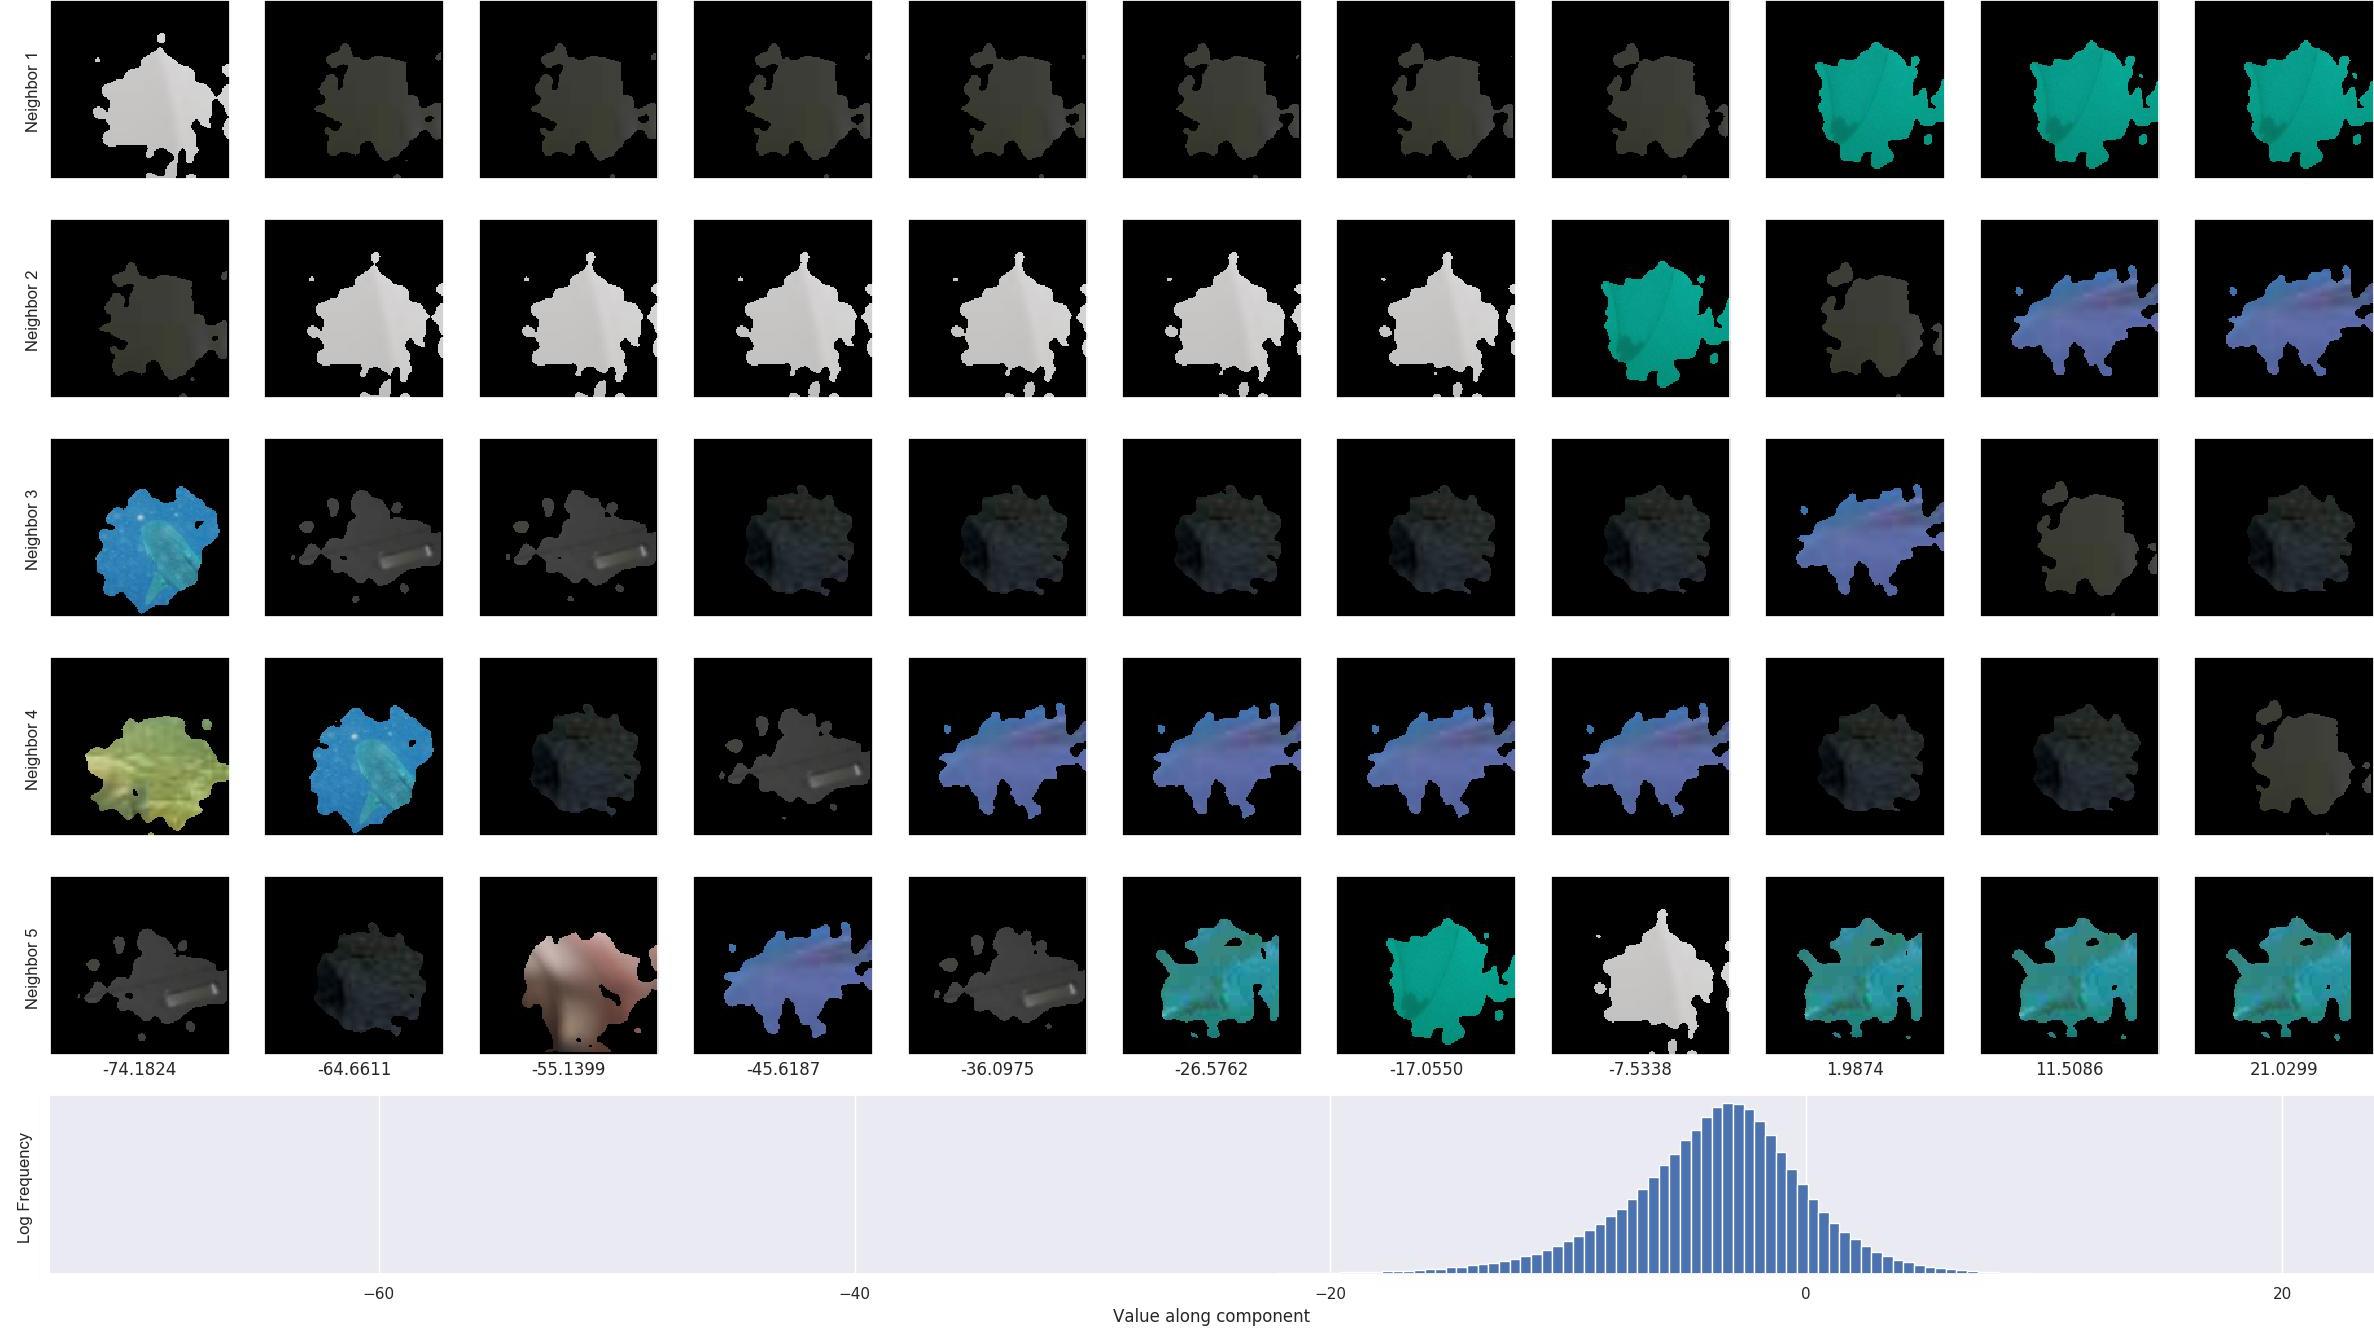 Neighbor 1
Neighbor 2
Neighbor 3
Neighbor 4
Neighbor 5
-74.1824 -64.6611 -55.1399 -45.6187 -36.0975 -26.5762 -17.0550 -7.5338 1.9874 11.5086 21.0299
Log Frequency
−60 −40 −20 0 20
Value along component